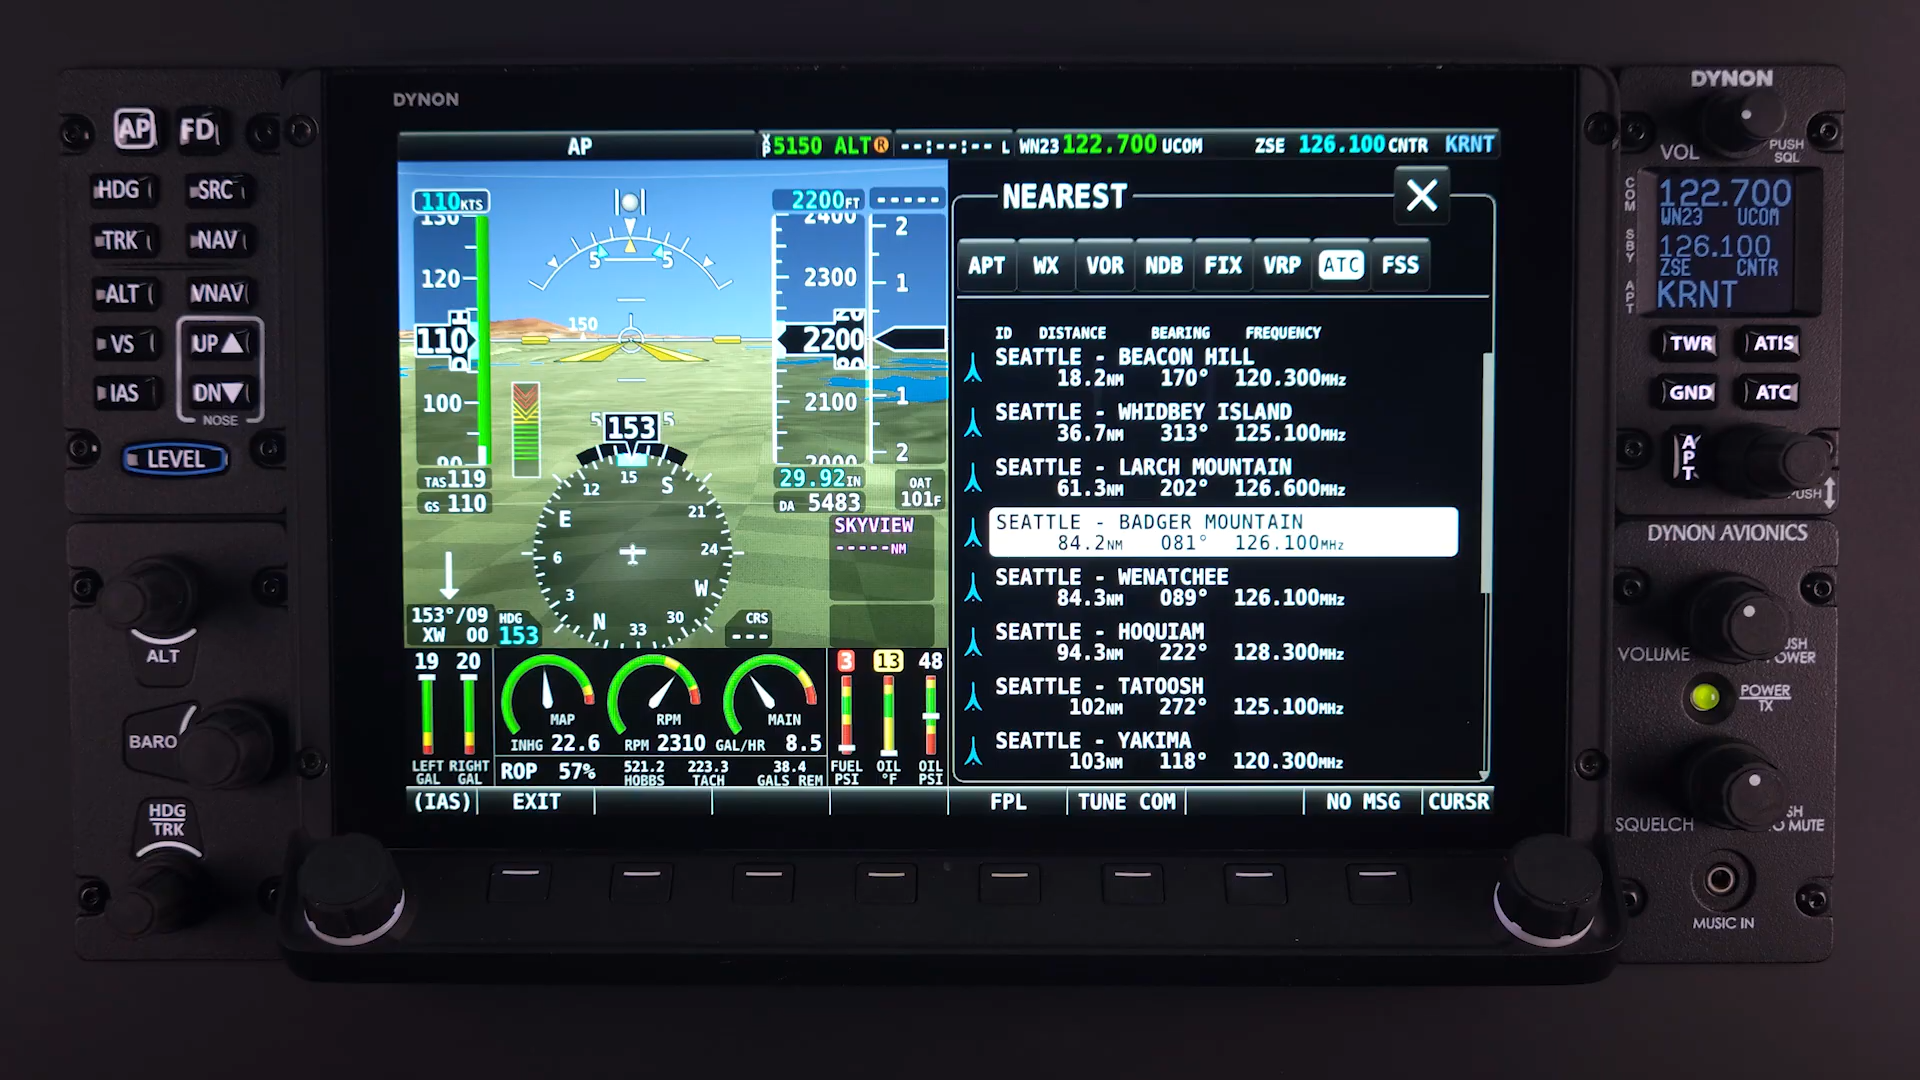 DYNON
AP FD
HDG SRC
TRK NAV
ALT VNAV
VS UP
IAS DN
NOSE
LEVEL
ALT
BARO
HDG
TRK
AP
5150 ALT R --:--:-- L WN23 122.700 UCOM ZSE 126.100 CNTR KRNT
110KTS
130
120
110
100
90
TAS 119
GS 110
5 5
150
2200FT
2400
2300
2200
2100
2000
-----
2
1
1
2
29.92IN
DA 5483
OAT
101F
SKYVIEW
-----NM
5 153 5
12 15 S 21 24 W 30 33 N 3 6 E
153°/09
XW 00
HDG
153
CRS
---
19 20
LEFT GAL
RIGHT GAL
MAP
INHG 22.6
RPM
RPM 2310
MAIN
GAL/HR 8.5
ROP 57%
521.2
HOBBS
223.3
TACH
38.4
GALS REM
3 13 48
FUEL PSI
OIL °F
OIL PSI
(IAS) EXIT FPL TUNE COM NO MSG CURSR
NEAREST
APT WX VOR NDB FIX VRP ATC FSS
ID DISTANCE BEARING FREQUENCY
SEATTLE - BEACON HILL
18.2NM 170° 120.300MHz
SEATTLE - WHIDBEY ISLAND
36.7NM 313° 125.100MHz
SEATTLE - LARCH MOUNTAIN
61.3NM 202° 126.600MHz
SEATTLE - BADGER MOUNTAIN
84.2NM 081° 126.100MHz
SEATTLE - WENATCHEE
84.3NM 089° 126.100MHz
SEATTLE - HOQUIAM
94.3NM 222° 128.300MHz
SEATTLE - TATOOSH
102NM 272° 125.100MHz
SEATTLE - YAKIMA
103NM 118° 120.300MHz
DYNON
VOL
PUSH
SQL
COM
122.700
WN23 UCOM
SBY
126.100
ZSE CNTR
APT
KRNT
TWR ATIS
GND ATC
APT
PUSH
DYNON AVIONICS
VOLUME
POWER
TX
SQUELCH
MUTE
MUSIC IN